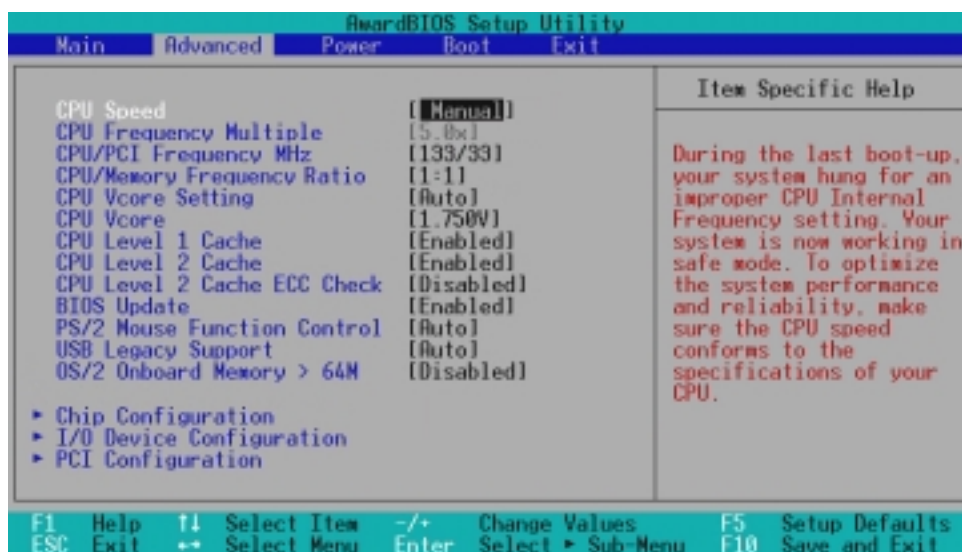 AwardBIOS Setup Utility
Main Advanced Power Boot Exit
Item Specific Help
CPU Speed [ Manual]
CPU Frequency Multiple [5.0x]
CPU/PCI Frequency MHz [133/33]
CPU/Memory Frequency Ratio [1:1]
CPU Vcore Setting [Auto]
CPU Vcore [1.750V]
CPU Level 1 Cache [Enabled]
CPU Level 2 Cache [Enabled]
CPU Level 2 Cache ECC Check [Disabled]
BIOS Update [Enabled]
PS/2 Mouse Function Control [Auto]
USB Legacy Support [Auto]
OS/2 Onboard Memory > 64M [Disabled]
► Chip Configuration
► I/O Device Configuration
► PCI Configuration
During the last boot-up,
your system hung for an
improper CPU Internal
Frequency setting. Your
system is now working in
safe mode. To optimize
the system performance
and reliability, make
sure the CPU speed
conforms to the
specifications of your
CPU.
F1 Help ↑↓ Select Item -/+ Change Values F5 Setup Defaults
ESC Exit ←→ Select Menu Enter Select ► Sub-Menu F10 Save and Exit